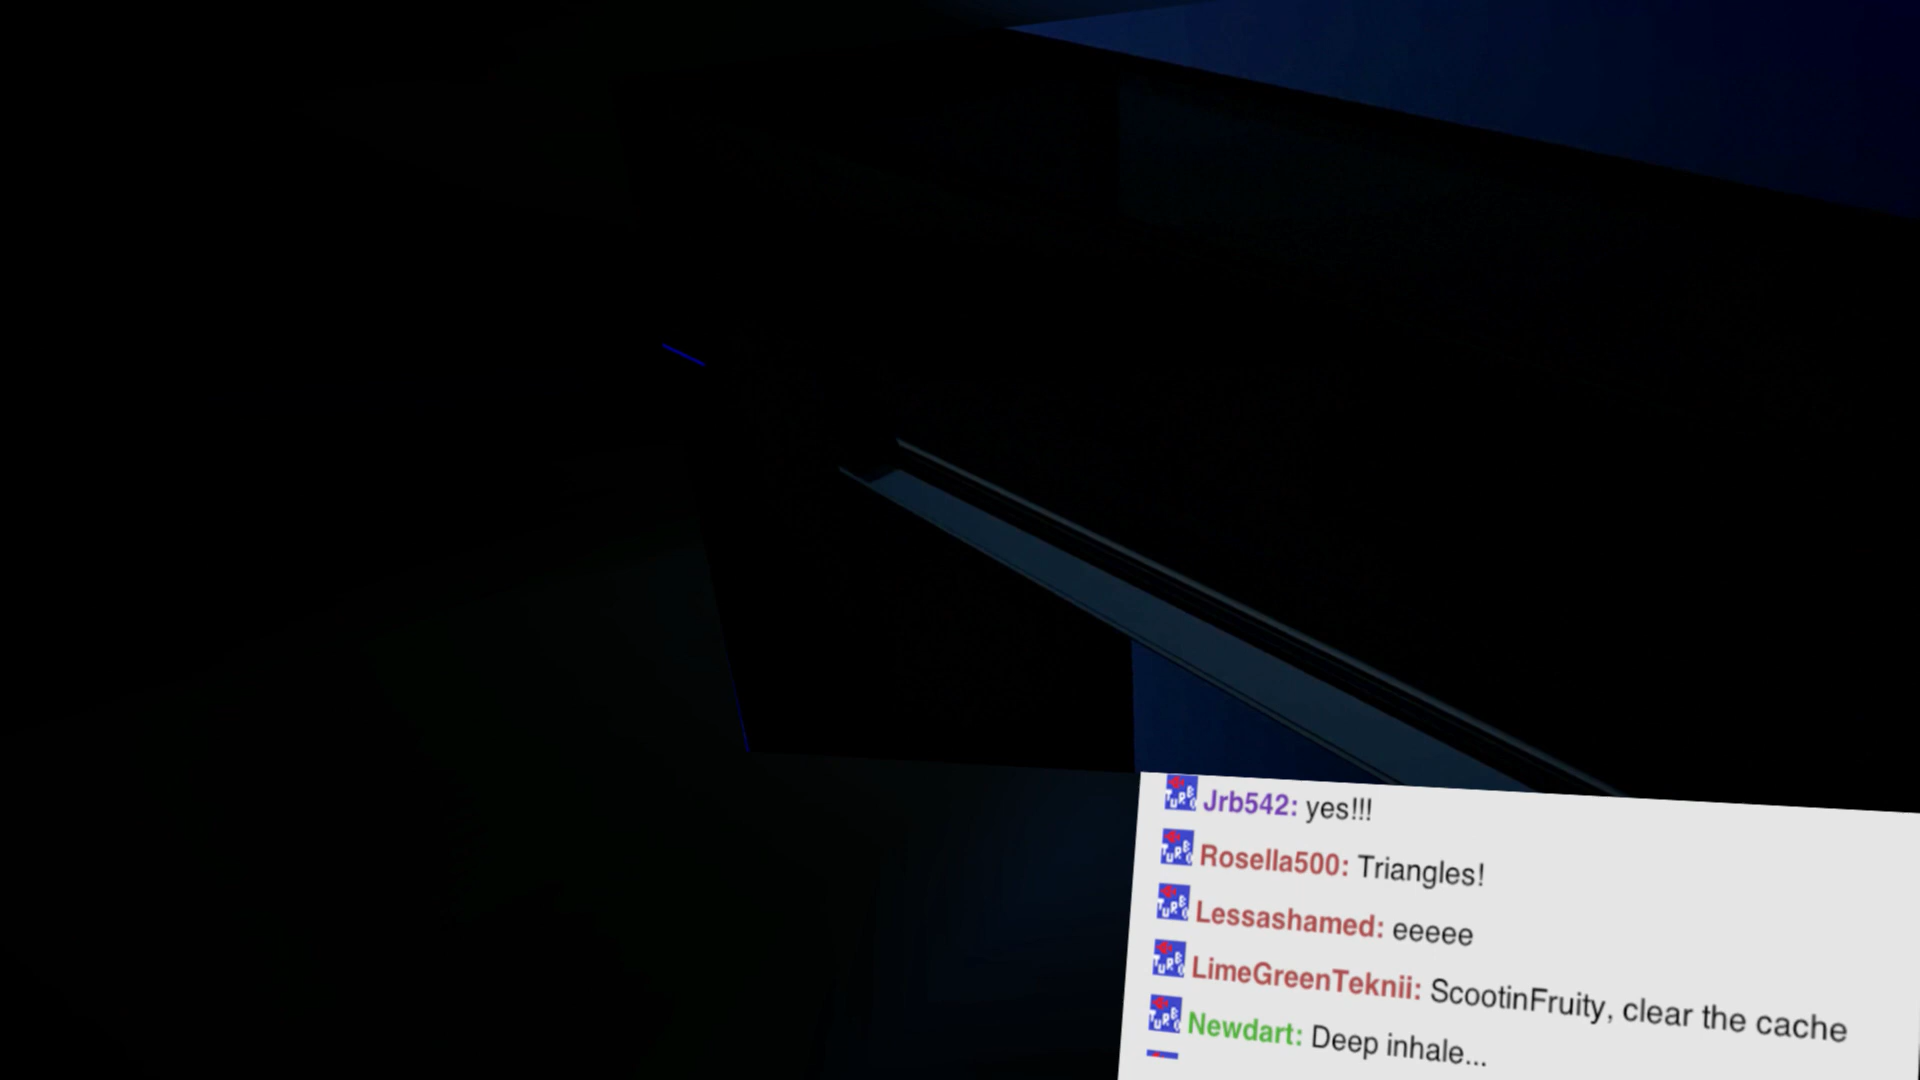 Jrb542: yes!!!
Rosella500: Triangles!
Lessashamed: eeeee
LimeGreenTeknii: ScootinFruity, clear the cache
Newdart: Deep inhale...